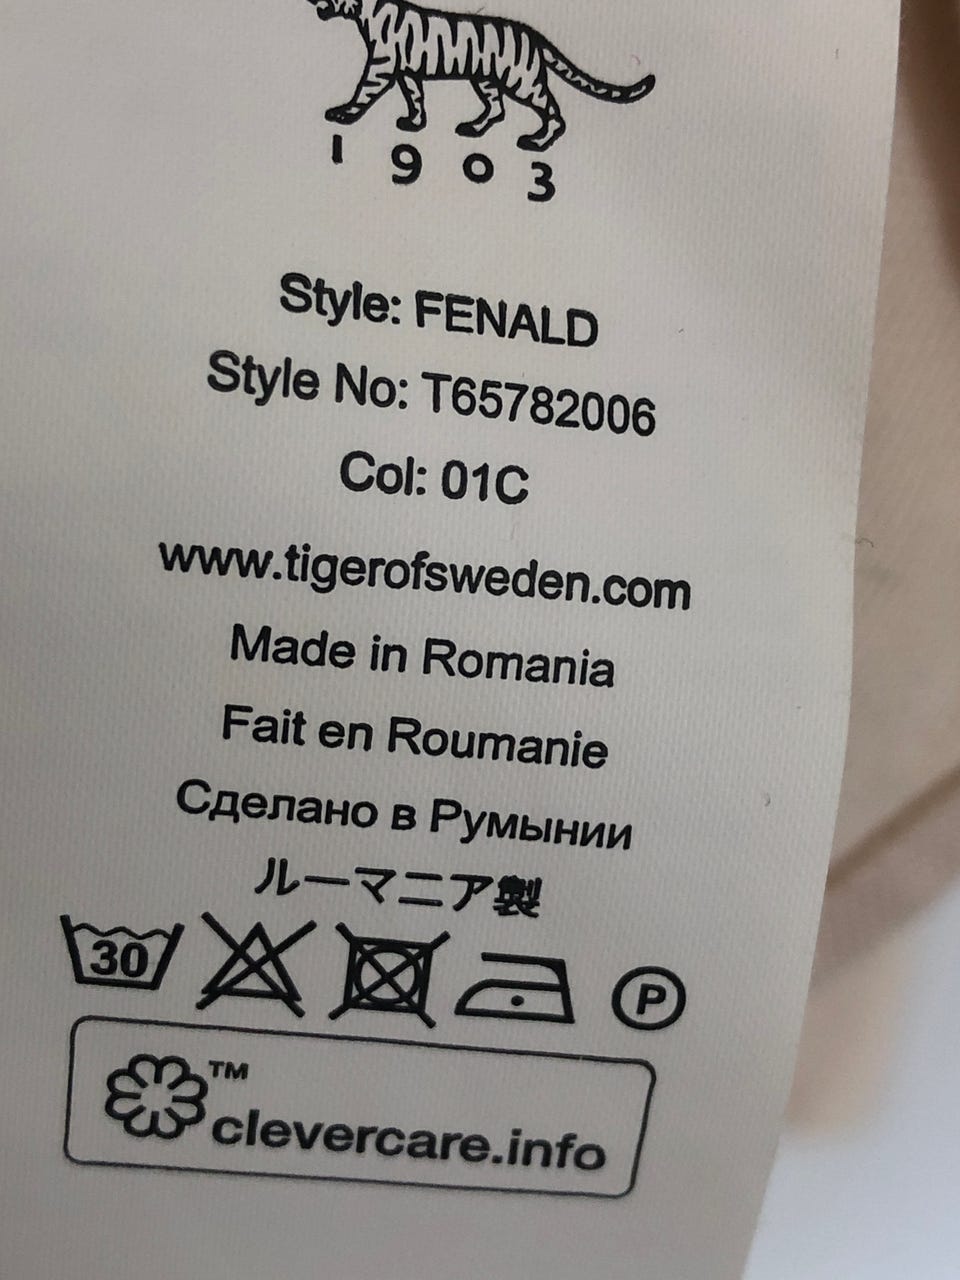 1903
Style: FENALD
Style No: T65782006
Col: 01C
www.tigerofsweden.com
Made in Romania
Fait en Roumanie
Сделано в Румынии
ルーマニア製
30
P
™
clevercare.info